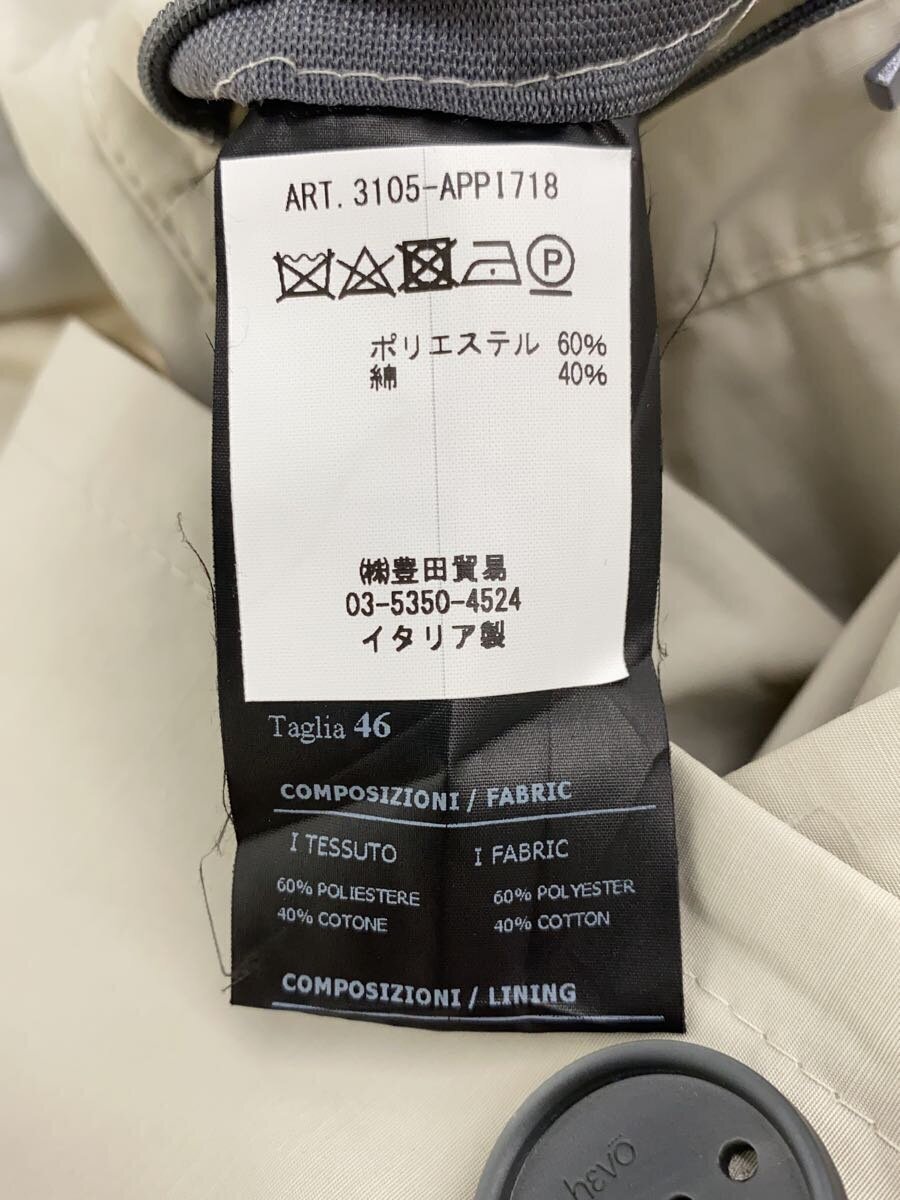 ART. 3105-APPI718
P
ポリエステル 60%
綿 40%
㈱豊田貿易
03-5350-4524
イタリア製
Taglia 46
COMPOSIZIONI / FABRIC
I TESSUTO I FABRIC
60% POLIESTERE 60% POLYESTER
40% COTONE 40% COTTON
COMPOSIZIONI / LINING
hevò